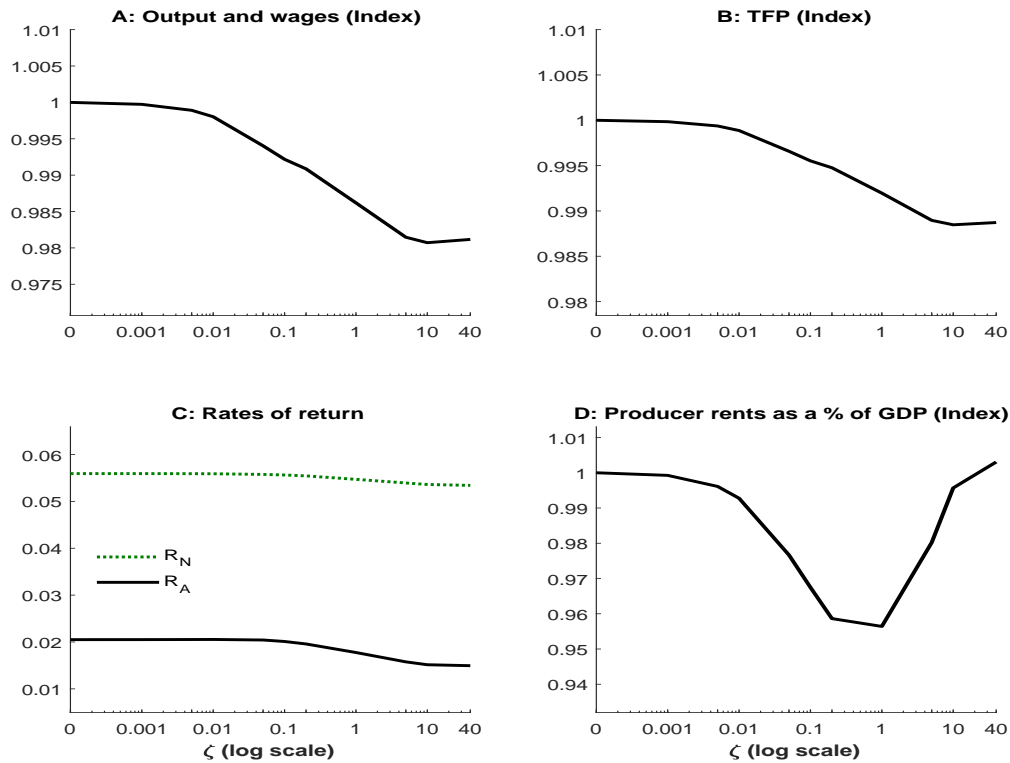 A: Output and wages (Index)
1.01
1.005
1
0.995
0.99
0.985
0.98
0.975
0 0.001 0.01 0.1 1 10 40
B: TFP (Index)
1.01
1.005
1
0.995
0.99
0.985
0.98
0 0.001 0.01 0.1 1 10 40
C: Rates of return
0.06
0.05
0.04
0.03
0.02
0.01
R_N
R_A
0 0.001 0.01 0.1 1 10 40
ζ (log scale)
D: Producer rents as a % of GDP (Index)
1.01
1
0.99
0.98
0.97
0.96
0.95
0.94
0 0.001 0.01 0.1 1 10 40
ζ (log scale)